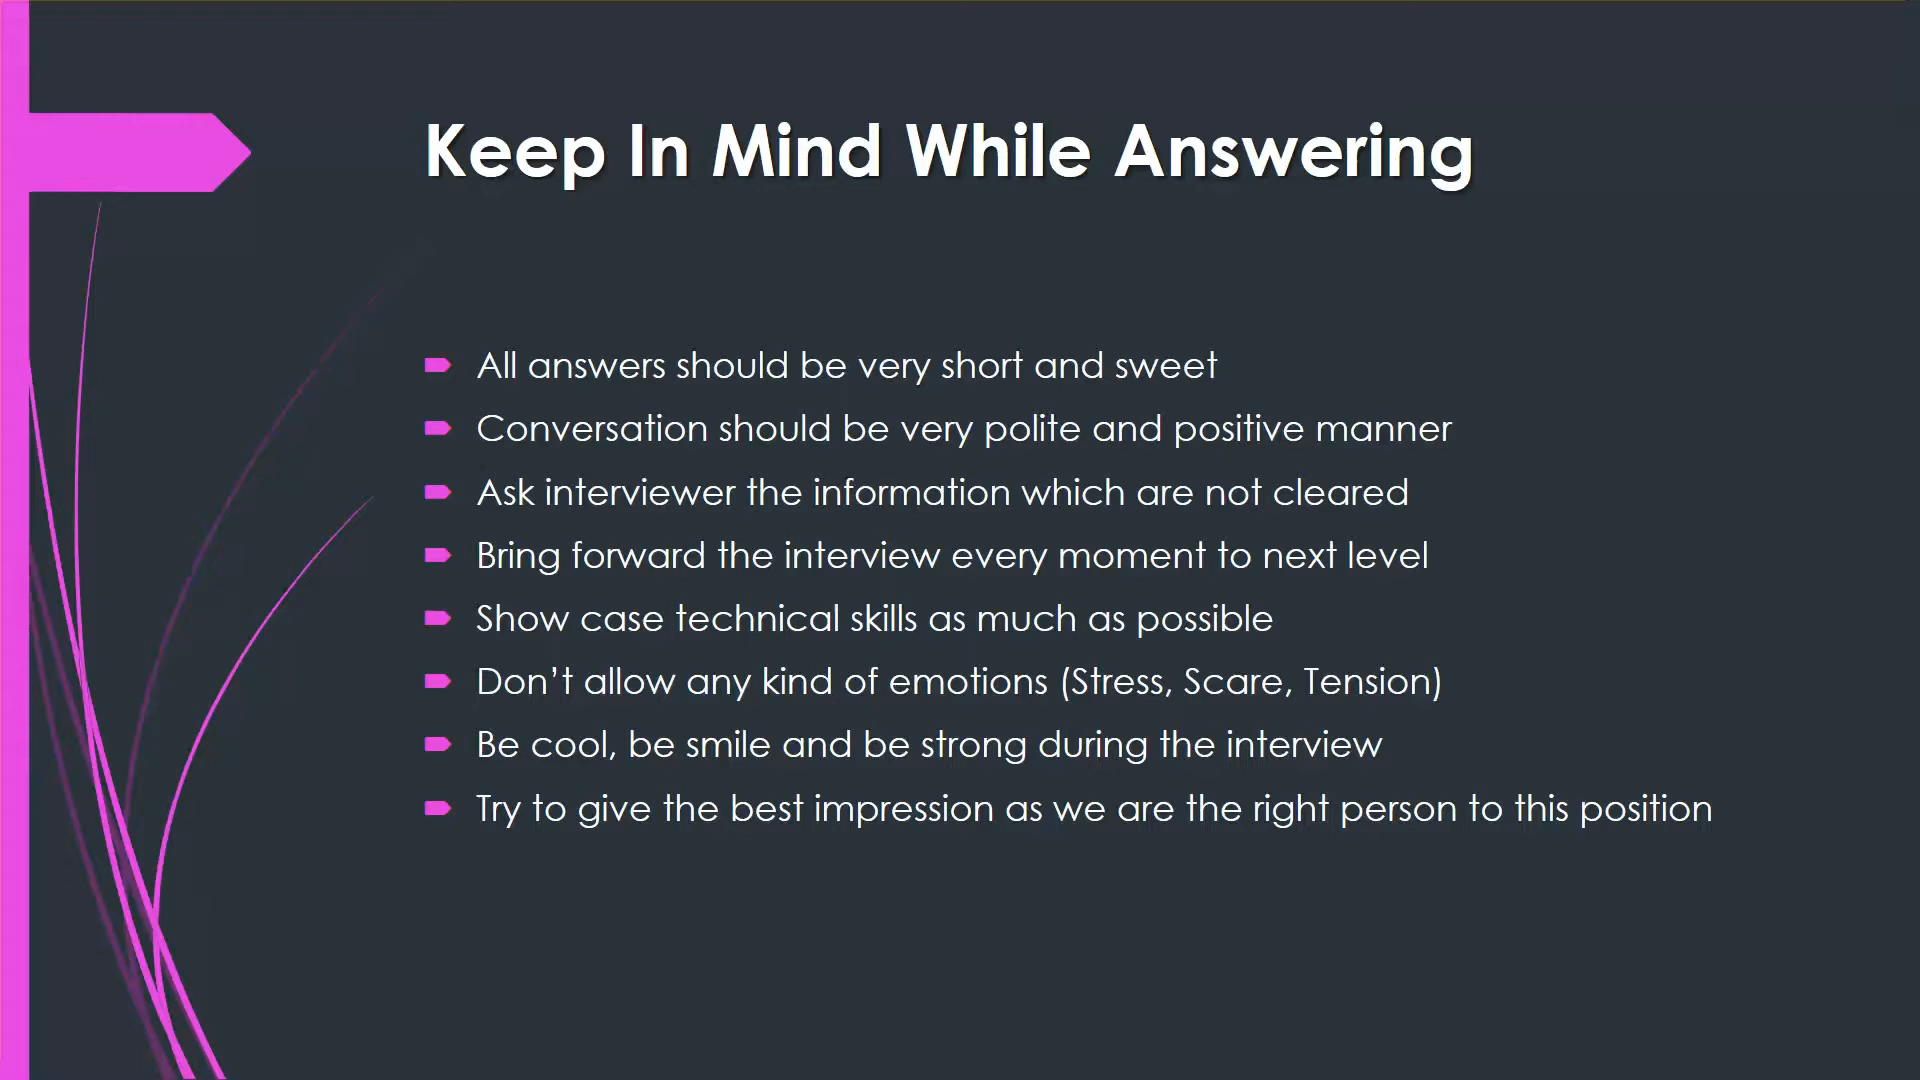 Keep In Mind While Answering
All answers should be very short and sweet
Conversation should be very polite and positive manner
Ask interviewer the information which are not cleared
Bring forward the interview every moment to next level
Show case technical skills as much as possible
Don’t allow any kind of emotions (Stress, Scare, Tension)
Be cool, be smile and be strong during the interview
Try to give the best impression as we are the right person to this position